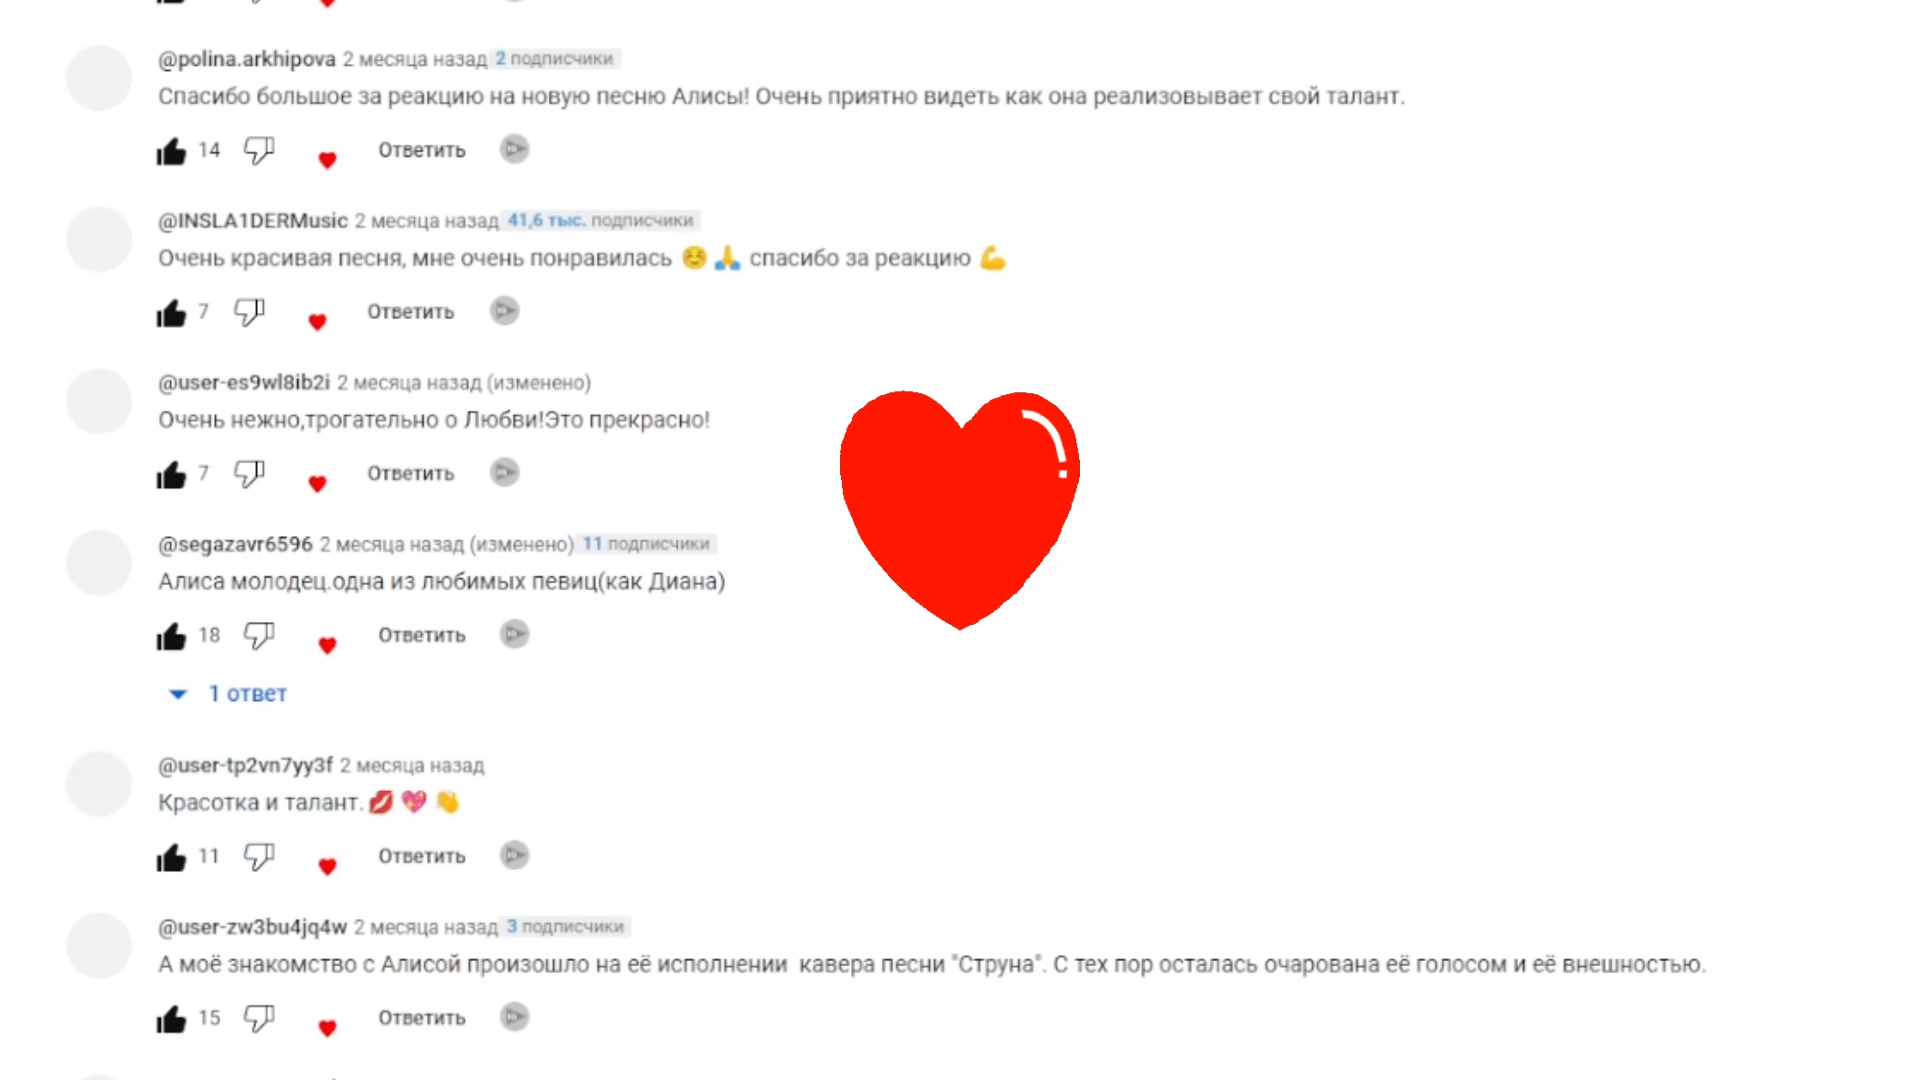 @polina.arkhipova 2 месяца назад 2 подписчики
Спасибо большое за реакцию на новую песню Алисы! Очень приятно видеть как она реализовывает свой талант.
14 Ответить
@INSLA1DERMusic 2 месяца назад 41,6 тыс. подписчики
Очень красивая песня, мне очень понравилась ☺️🙏 спасибо за реакцию 💪
7 Ответить
@user-es9wl8ib2i 2 месяца назад (изменено)
Очень нежно,трогательно о Любви!Это прекрасно!
7 Ответить
@segazavr6596 2 месяца назад (изменено) 11 подписчики
Алиса молодец.одна из любимых певиц(как Диана)
18 Ответить
1 ответ
@user-tp2vn7yy3f 2 месяца назад
Красотка и талант.💋💖👏
11 Ответить
@user-zw3bu4jq4w 2 месяца назад 3 подписчики
А моё знакомство с Алисой произошло на её исполнении кавера песни "Струна". С тех пор осталась очарована её голосом и её внешностью.
15 Ответить